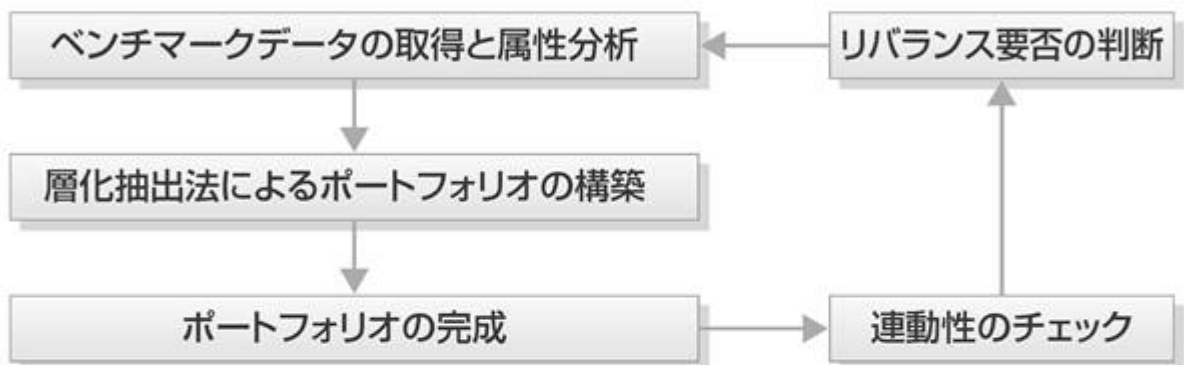 ベンチマークデータの取得と属性分析
リバランス要否の判断
層化抽出法によるポートフォリオの構築
ポートフォリオの完成
連動性のチェック